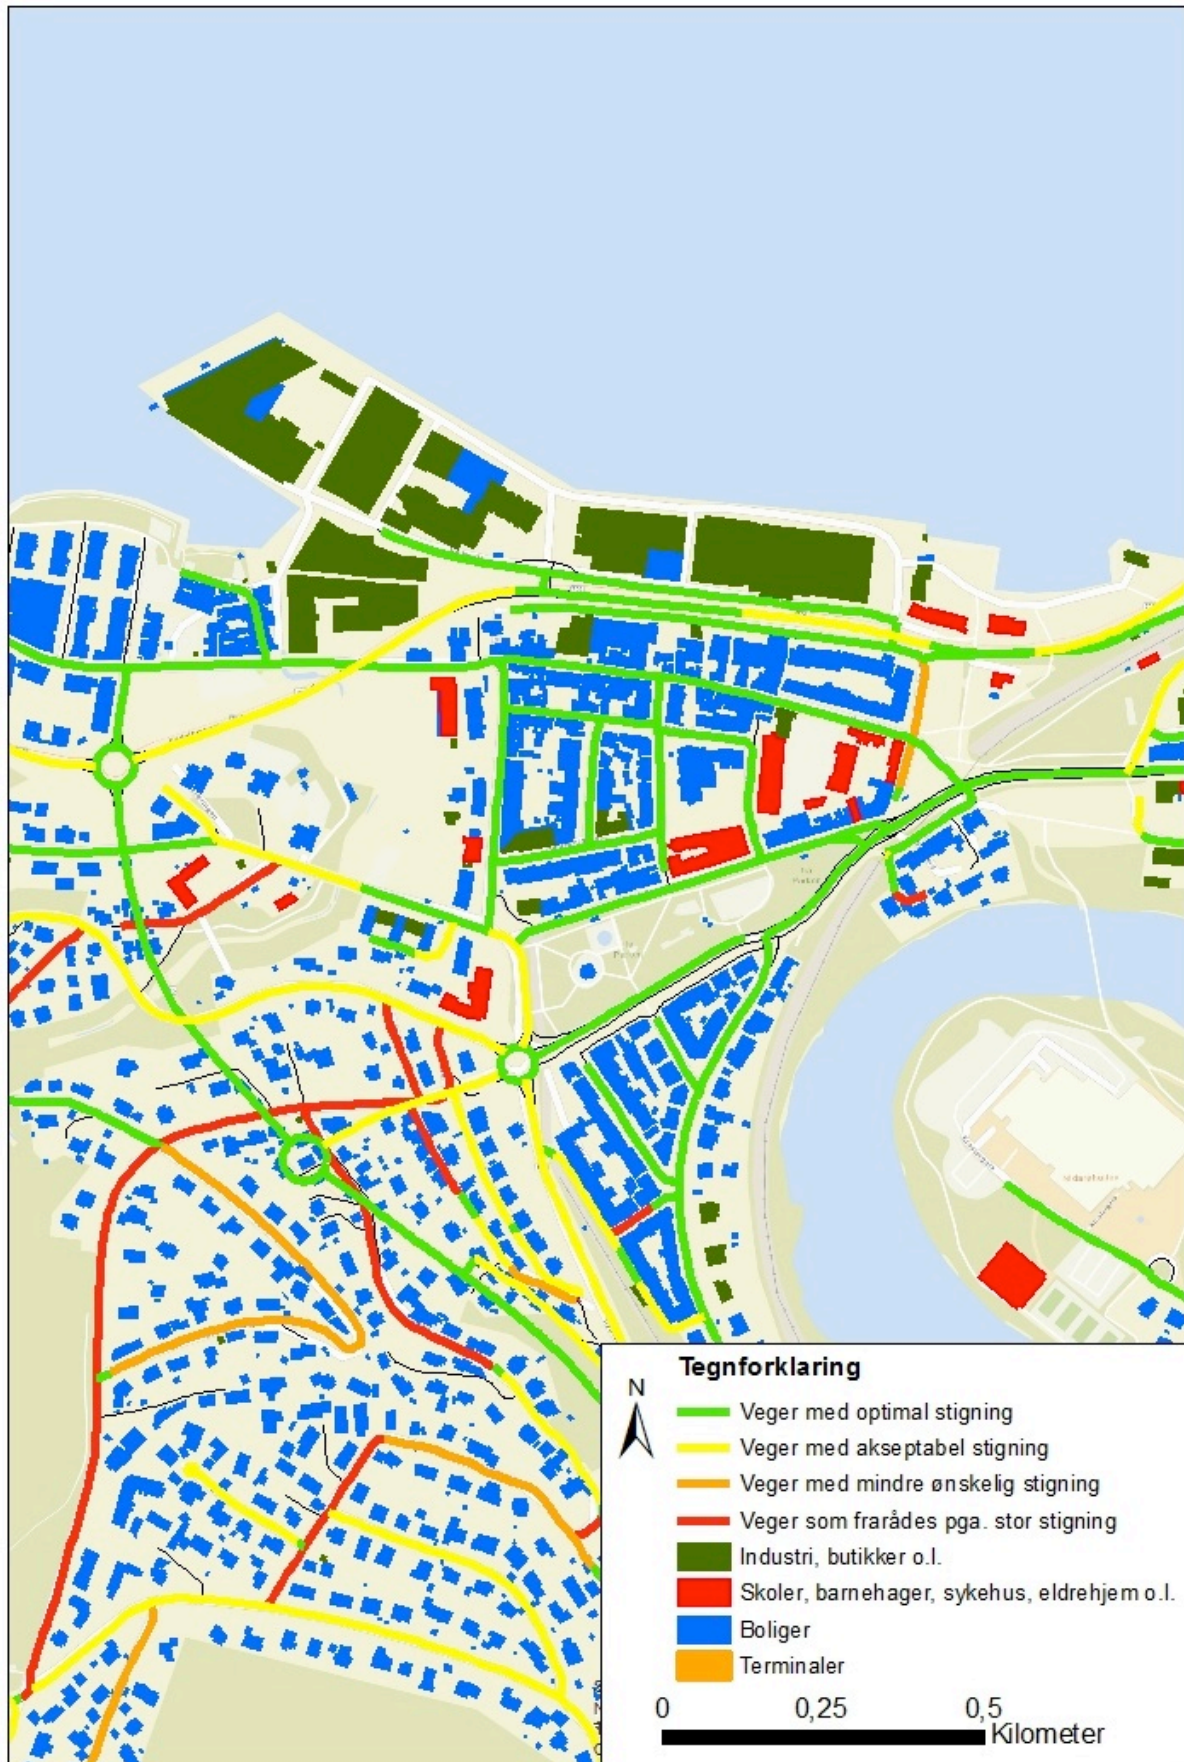 Tegnforklaring
N
Veger med optimal stigning
Veger med akseptabel stigning
Veger med mindre ønskelig stigning
Veger som frarådes pga. stor stigning
Industri, butikker o.l.
Skoler, barnehager, sykehus, eldrehjem o.l.
Boliger
Terminaler
0 0,25 0,5
Kilometer